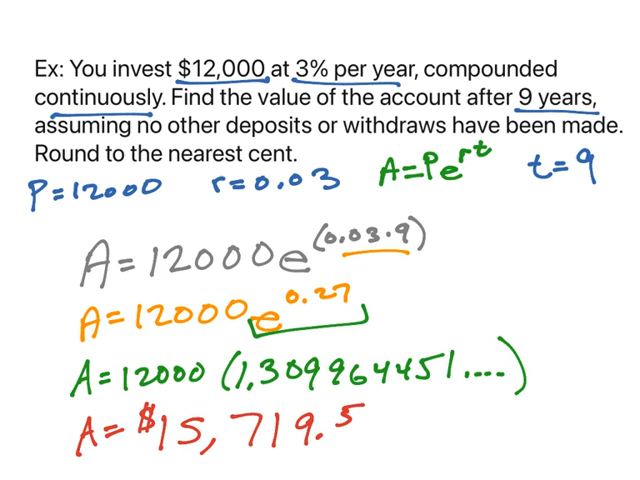 Ex: You invest $12,000 at 3% per year, compounded
continuously. Find the value of the account after 9 years,
assuming no other deposits or withdraws have been made.
Round to the nearest cent.
P=12000 r=0.03 A=Pe^rt t=9
A=12000e^(0.03·9)
A=12000e^0.27
A=12000 (1.309964451....)
A=$15,719.5